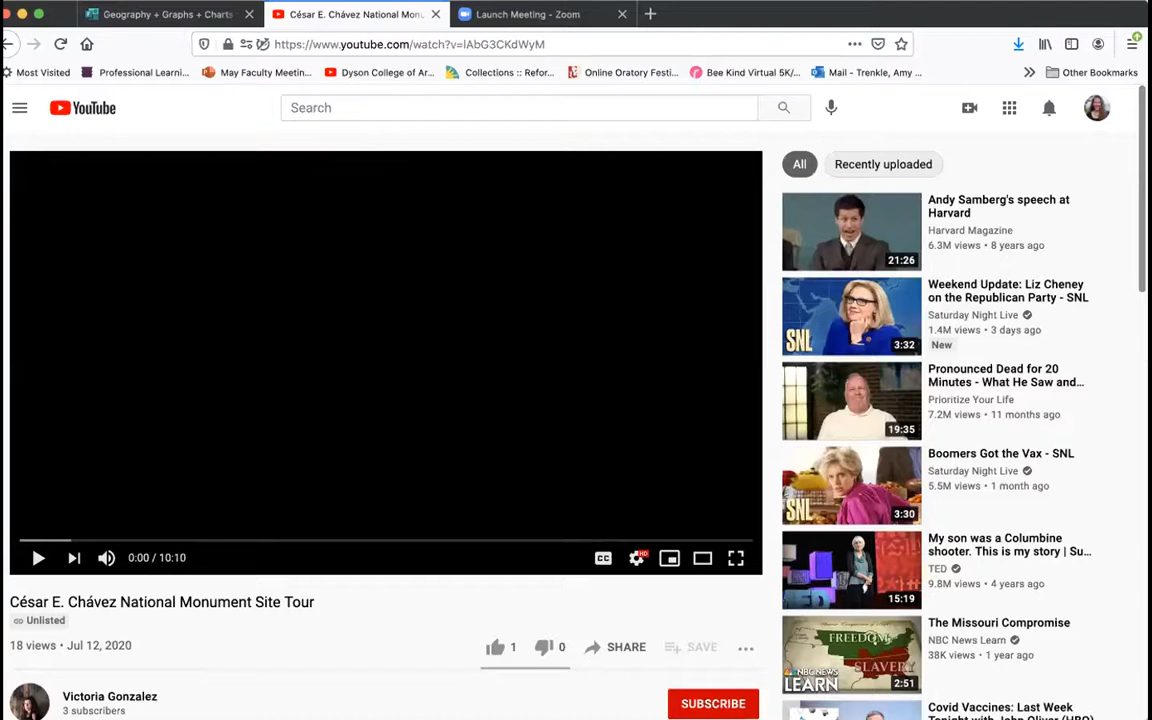 Geography + Graphs + Charts
César E. Chávez National Mon
Launch Meeting - Zoom
https://www.youtube.com/watch?v=lAbG3CKdWyM
Most Visited
Professional Learni...
May Faculty Meetin...
Dyson College of Ar...
Collections :: Refor...
Online Oratory Festi...
Bee Kind Virtual 5K/...
Mail - Trenkle, Amy ...
Other Bookmarks
YouTube
Search
All
Recently uploaded
Andy Samberg's speech at
Harvard
Harvard Magazine
6.3M views • 8 years ago
21:26
Weekend Update: Liz Cheney
on the Republican Party - SNL
Saturday Night Live
1.4M views • 3 days ago
New
SNL
3:32
Pronounced Dead for 20
Minutes - What He Saw and...
Prioritize Your Life
7.2M views • 11 months ago
19:35
Boomers Got the Vax - SNL
Saturday Night Live
5.5M views • 1 month ago
SNL
3:30
My son was a Columbine
shooter. This is my story | Su...
TED
9.8M views • 4 years ago
15:19
The Missouri Compromise
NBC News Learn
38K views • 1 year ago
FREEDOM
SLAVERY
NBC NEWS
LEARN
2:51
Covid Vaccines: Last Week
Tonight with John Oliver (HBO)
0:00 / 10:10
CC
HD
César E. Chávez National Monument Site Tour
Unlisted
18 views • Jul 12, 2020
1
0
SHARE
SAVE
Victoria Gonzalez
3 subscribers
SUBSCRIBE